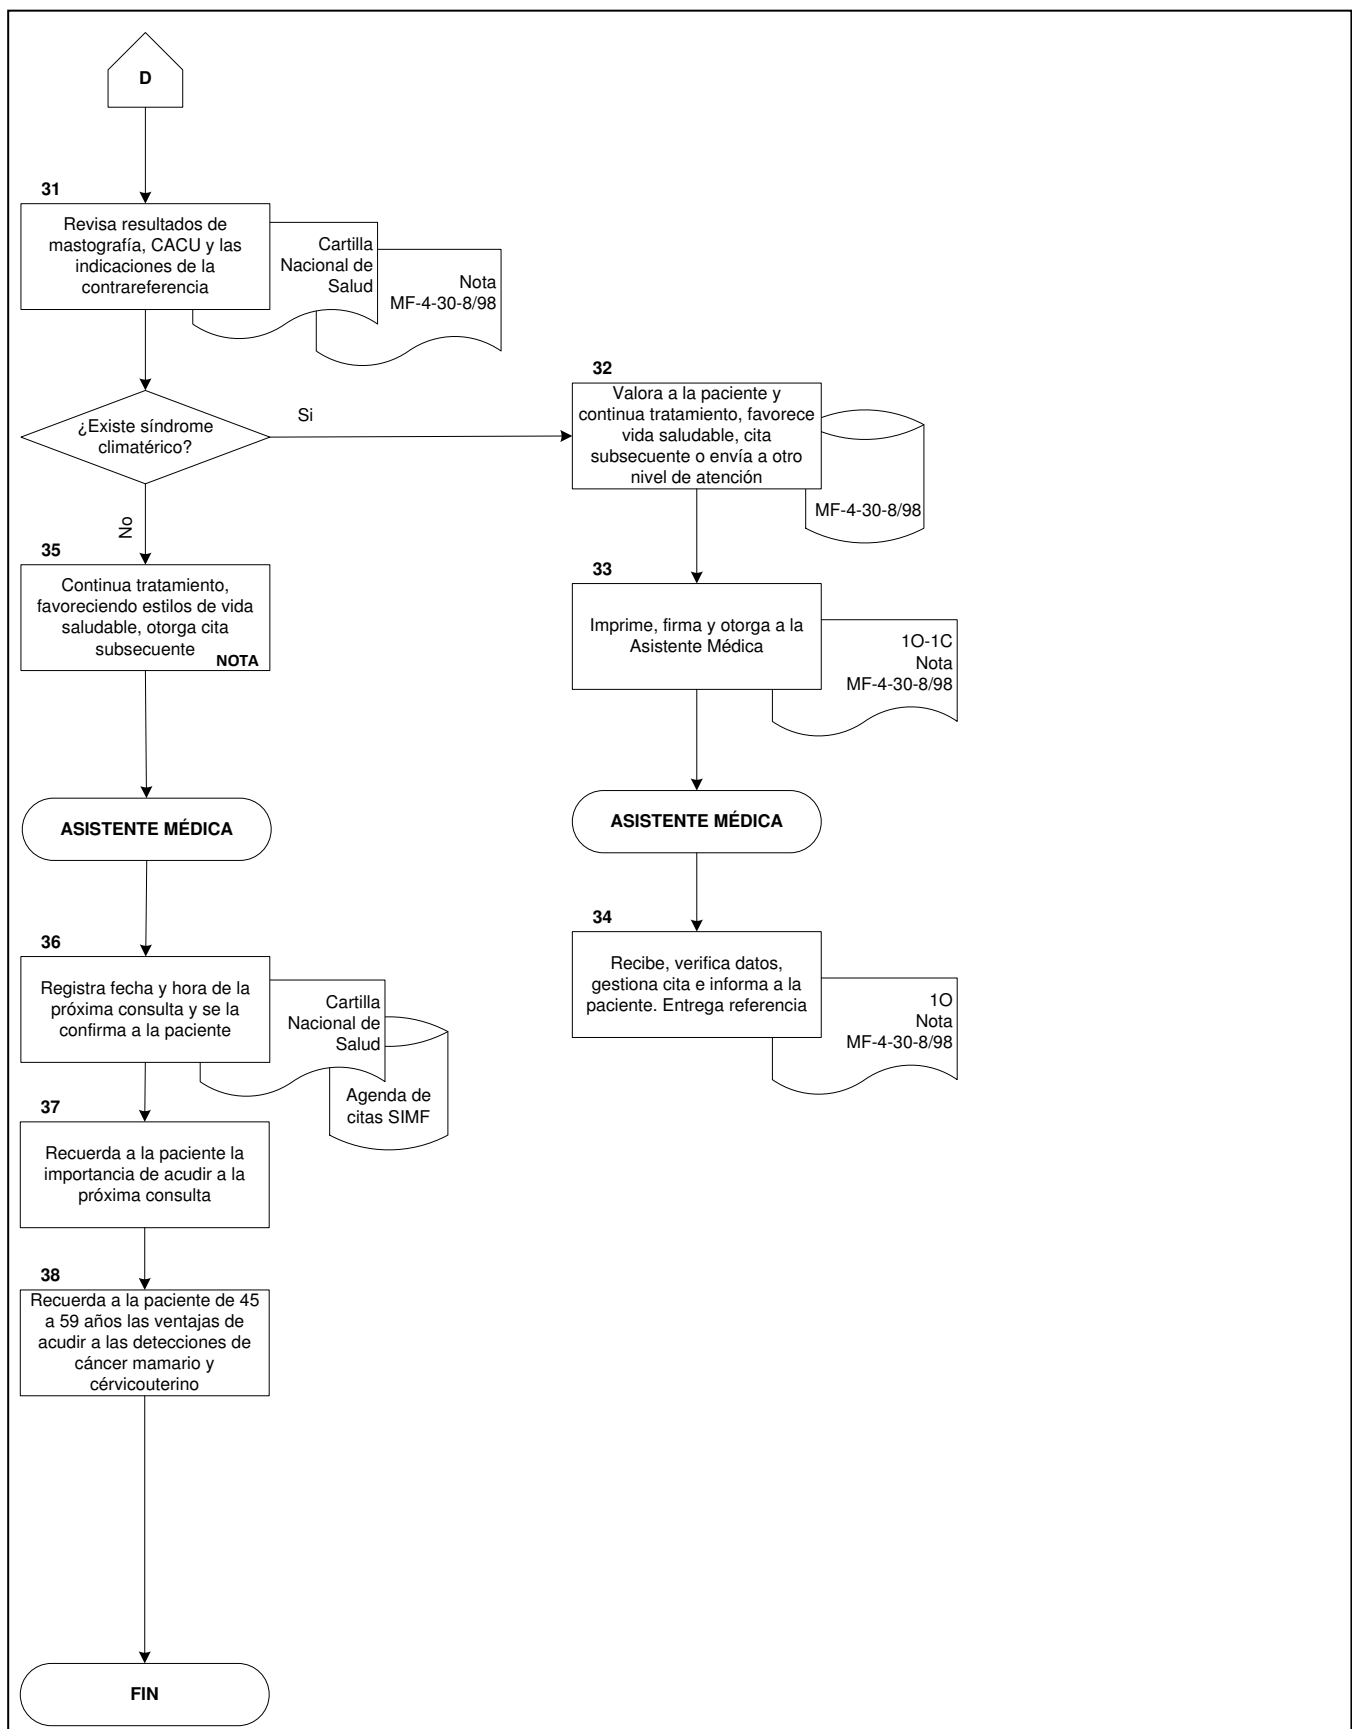 D
31
Revisa resultados de
mastografía, CACU y las
indicaciones de la
contrareferencia
Cartilla
Nacional de
Salud
Nota
MF-4-30-8/98
¿Existe síndrome
climatérico?
Si
No
32
Valora a la paciente y
continua tratamiento, favorece
vida saludable, cita
subsecuente o envía a otro
nivel de atención
MF-4-30-8/98
33
Imprime, firma y otorga a la
Asistente Médica
1O-1C
Nota
MF-4-30-8/98
ASISTENTE MÉDICA
34
Recibe, verifica datos,
gestiona cita e informa a la
paciente. Entrega referencia
1O
Nota
MF-4-30-8/98
35
Continua tratamiento,
favoreciendo estilos de vida
saludable, otorga cita
subsecuente
NOTA
ASISTENTE MÉDICA
36
Registra fecha y hora de la
próxima consulta y se la
confirma a la paciente
Cartilla
Nacional de
Salud
Agenda de
citas SIMF
37
Recuerda a la paciente la
importancia de acudir a la
próxima consulta
38
Recuerda a la paciente de 45
a 59 años las ventajas de
acudir a las detecciones de
cáncer mamario y
cérvicouterino
FIN